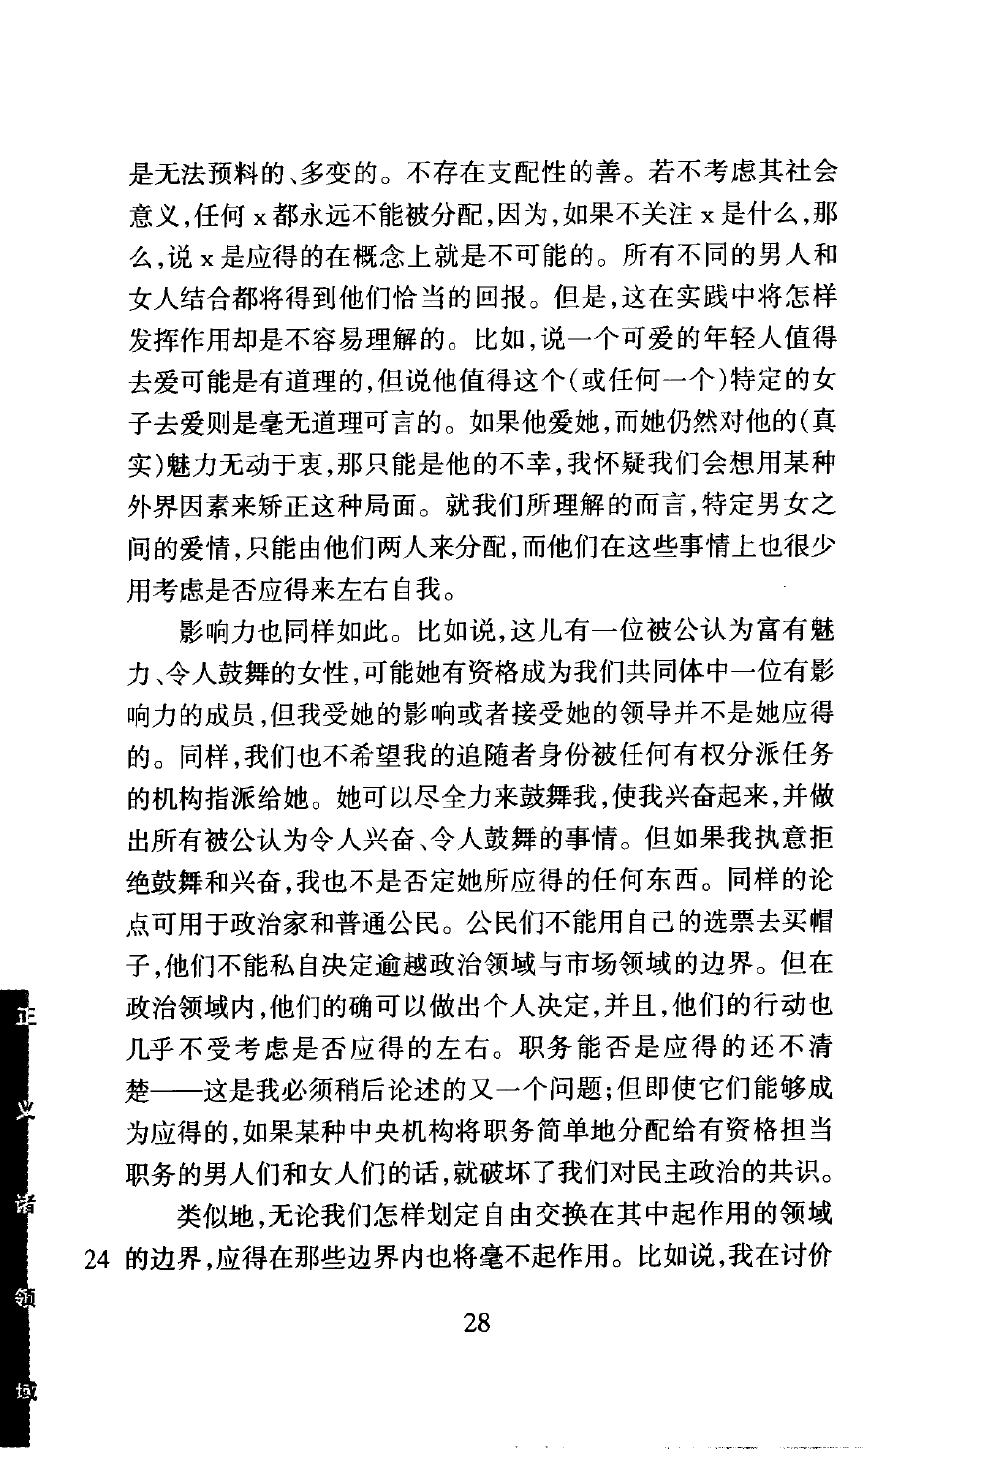 是无法预料的、多变的。不存在支配性的善。若不考虑其社会
意义,任何 x 都永远不能被分配,因为,如果不关注 x 是什么,那
么,说 x 是应得的在概念上就是不可能的。所有不同的男人和
女人结合都将得到他们恰当的回报。但是,这在实践中将怎样
发挥作用却是不容易理解的。比如,说一个可爱的年轻人值得
去爱可能是有道理的,但说他值得这个(或任何一个)特定的女
子去爱则是毫无道理可言的。如果他爱她,而她仍然对他的(真
实)魅力无动于衷,那只能是他的不幸,我怀疑我们会想用某种
外界因素来矫正这种局面。就我们所理解的而言,特定男女之
间的爱情,只能由他们两人来分配,而他们在这些事情上也很少
用考虑是否应得来左右自我。
影响力也同样如此。比如说,这儿有一位被公认为富有魅
力、令人鼓舞的女性,可能她有资格成为我们共同体中一位有影
响力的成员,但我受她的影响或者接受她的领导并不是她应得
的。同样,我们也不希望我的追随者身份被任何有权分派任务
的机构指派给她。她可以尽全力来鼓舞我,使我兴奋起来,并做
出所有被公认为令人兴奋、令人鼓舞的事情。但如果我执意拒
绝鼓舞和兴奋,我也不是否定她所应得的任何东西。同样的论
点可用于政治家和普通公民。公民们不能用自己的选票去买帽
子,他们不能私自决定逾越政治领域与市场领域的边界。但在
政治领域内,他们的确可以做出个人决定,并且,他们的行动也
几乎不受考虑是否应得的左右。职务能否是应得的还不清
楚——这是我必须稍后论述的又一个问题;但即使它们能够成
为应得的,如果某种中央机构将职务简单地分配给有资格担当
职务的男人们和女人们的话,就破坏了我们对民主政治的共识。
类似地,无论我们怎样划定自由交换在其中起作用的领域
24 的边界,应得在那些边界内也将毫不起作用。比如说,我在讨价
28
正义诸领域